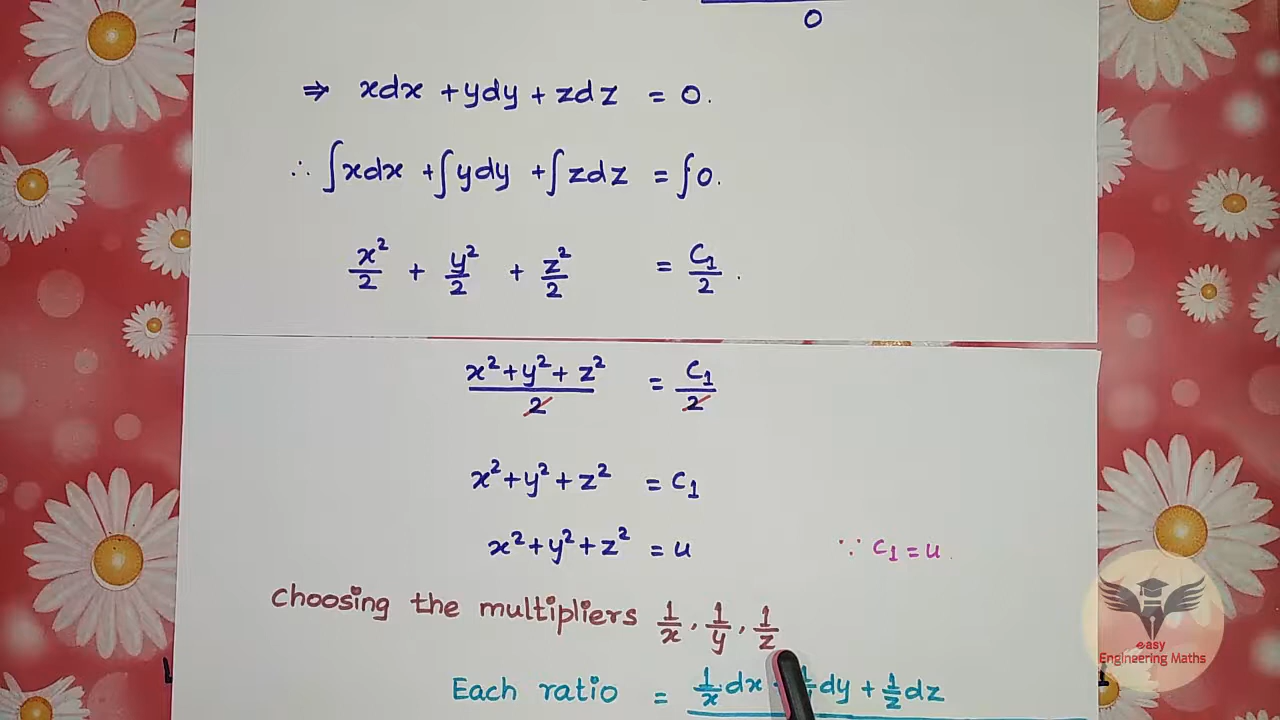 0
⇒ xdx + ydy + zdz = 0.
∴ ∫xdx + ∫ydy + ∫zdz = ∫0.
x²/2 + y²/2 + z²/2 = C₁/2.
(x²+y²+z²)/2 = C₁/2
x²+y²+z² = C₁
x²+y²+z² = u ∵ C₁ = u.
choosing the multipliers 1/x, 1/y, 1/z
Each ratio = 1/x dx dy + 1/z dz
easy
Engineering Maths